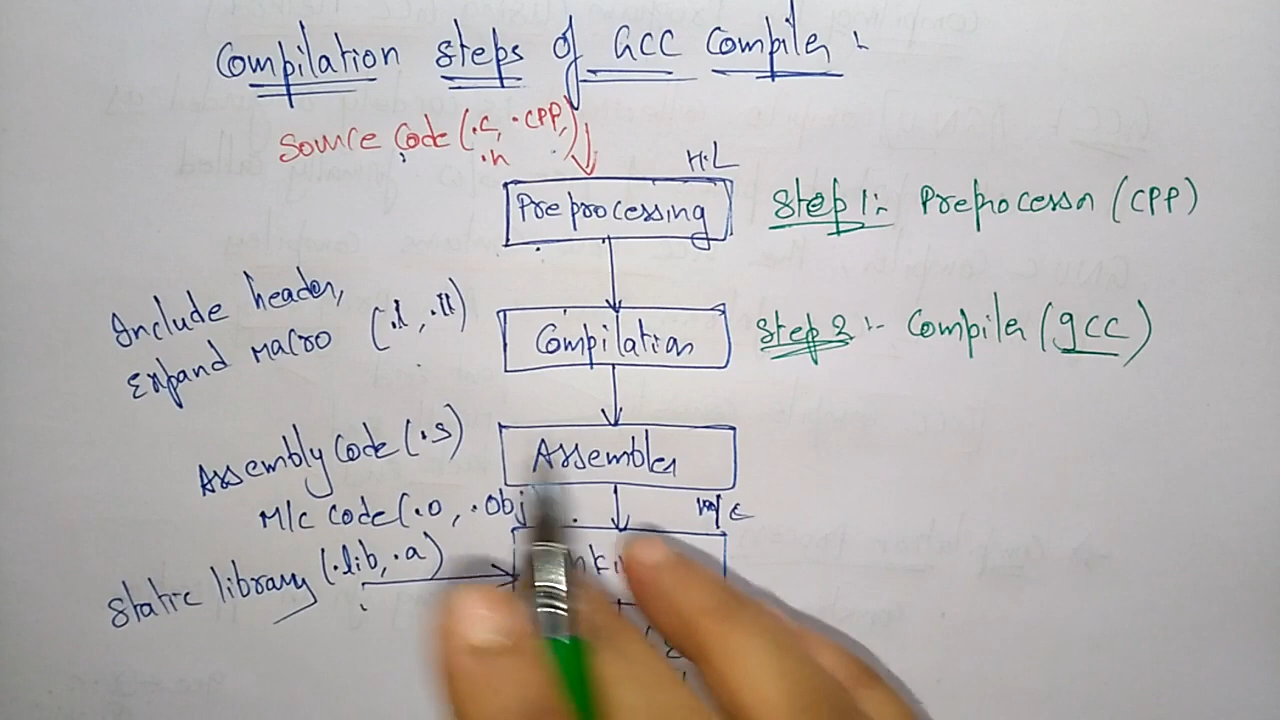 Compilation steps of GCC Compiler :
Source Code (.c, .cpp,
.h
H.L
Preprocessing
Step 1:- Preprocessor (CPP)
Include header,
Expand Macro (.i, .ii)
Compilation
Step 2 :- Compiler (gcc)
Assembly Code (.s)
Assembler
M/c Code (.o, .obj
M/c
Static library (.lib, .a)